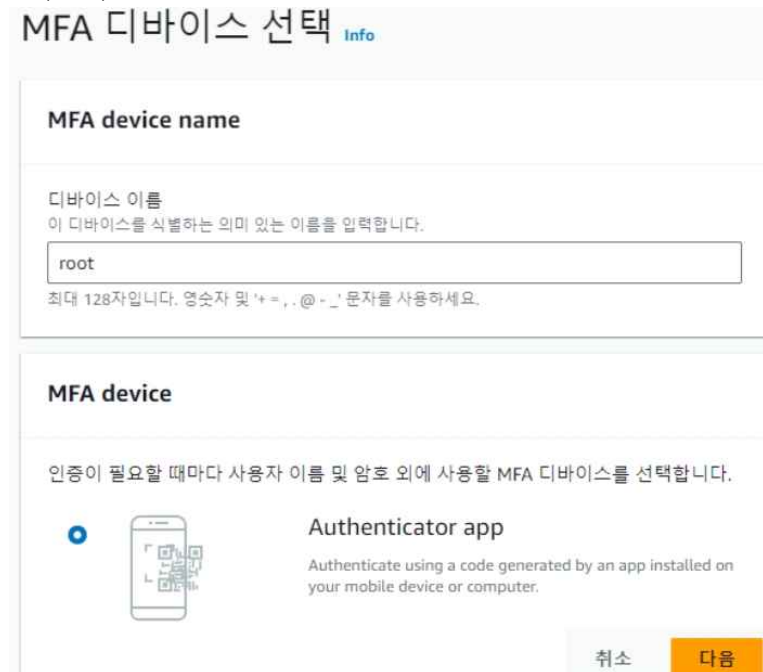 MFA 디바이스 선택 Info
MFA device name
디바이스 이름
이 디바이스를 식별하는 의미 있는 이름을 입력합니다.
root
최대 128자입니다. 영숫자 및 '+ = , . @ - _' 문자를 사용하세요.
MFA device
인증이 필요할 때마다 사용자 이름 및 암호 외에 사용할 MFA 디바이스를 선택합니다.
Authenticator app
Authenticate using a code generated by an app installed on
your mobile device or computer.
취소 다음